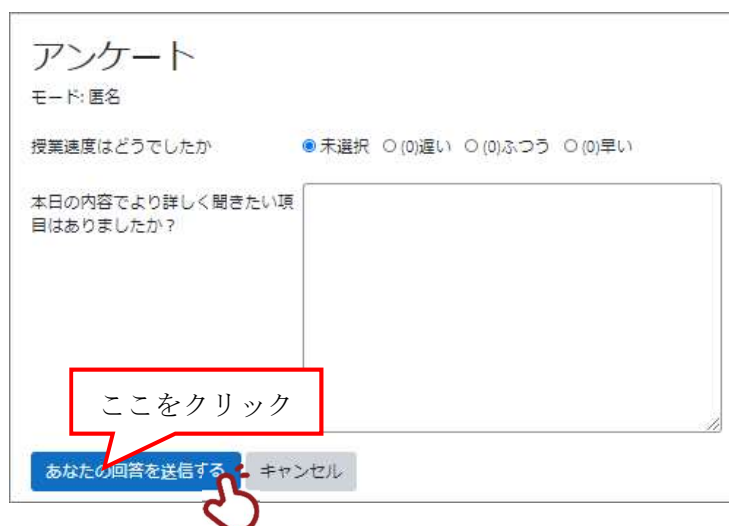 アンケート
モード: 匿名
授業速度はどうでしたか 未選択 (0)遅い (0)ふつう (0)早い
本日の内容でより詳しく聞きたい項
目はありましたか？
ここをクリック
あなたの回答を送信する キャンセル